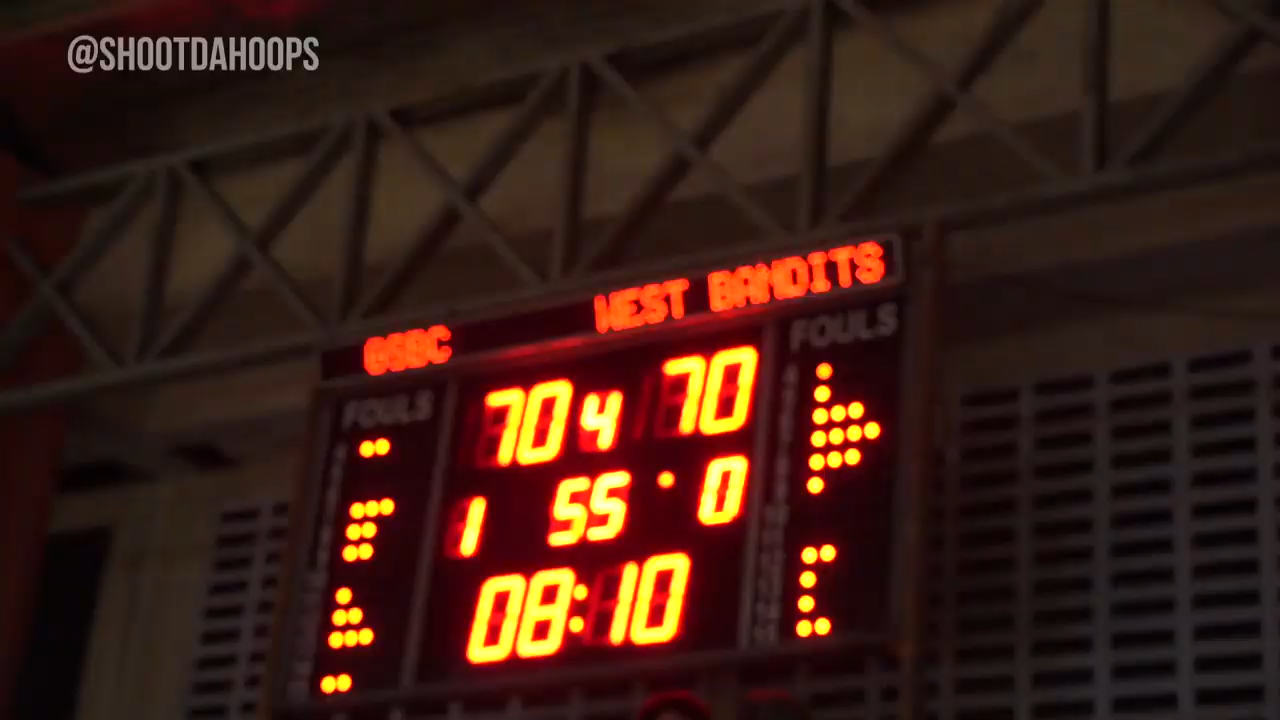 @SHOOTDAHOOPS
WEST BANDITS
FOULS
FOULS
70 4 70
1 55 0
08:10